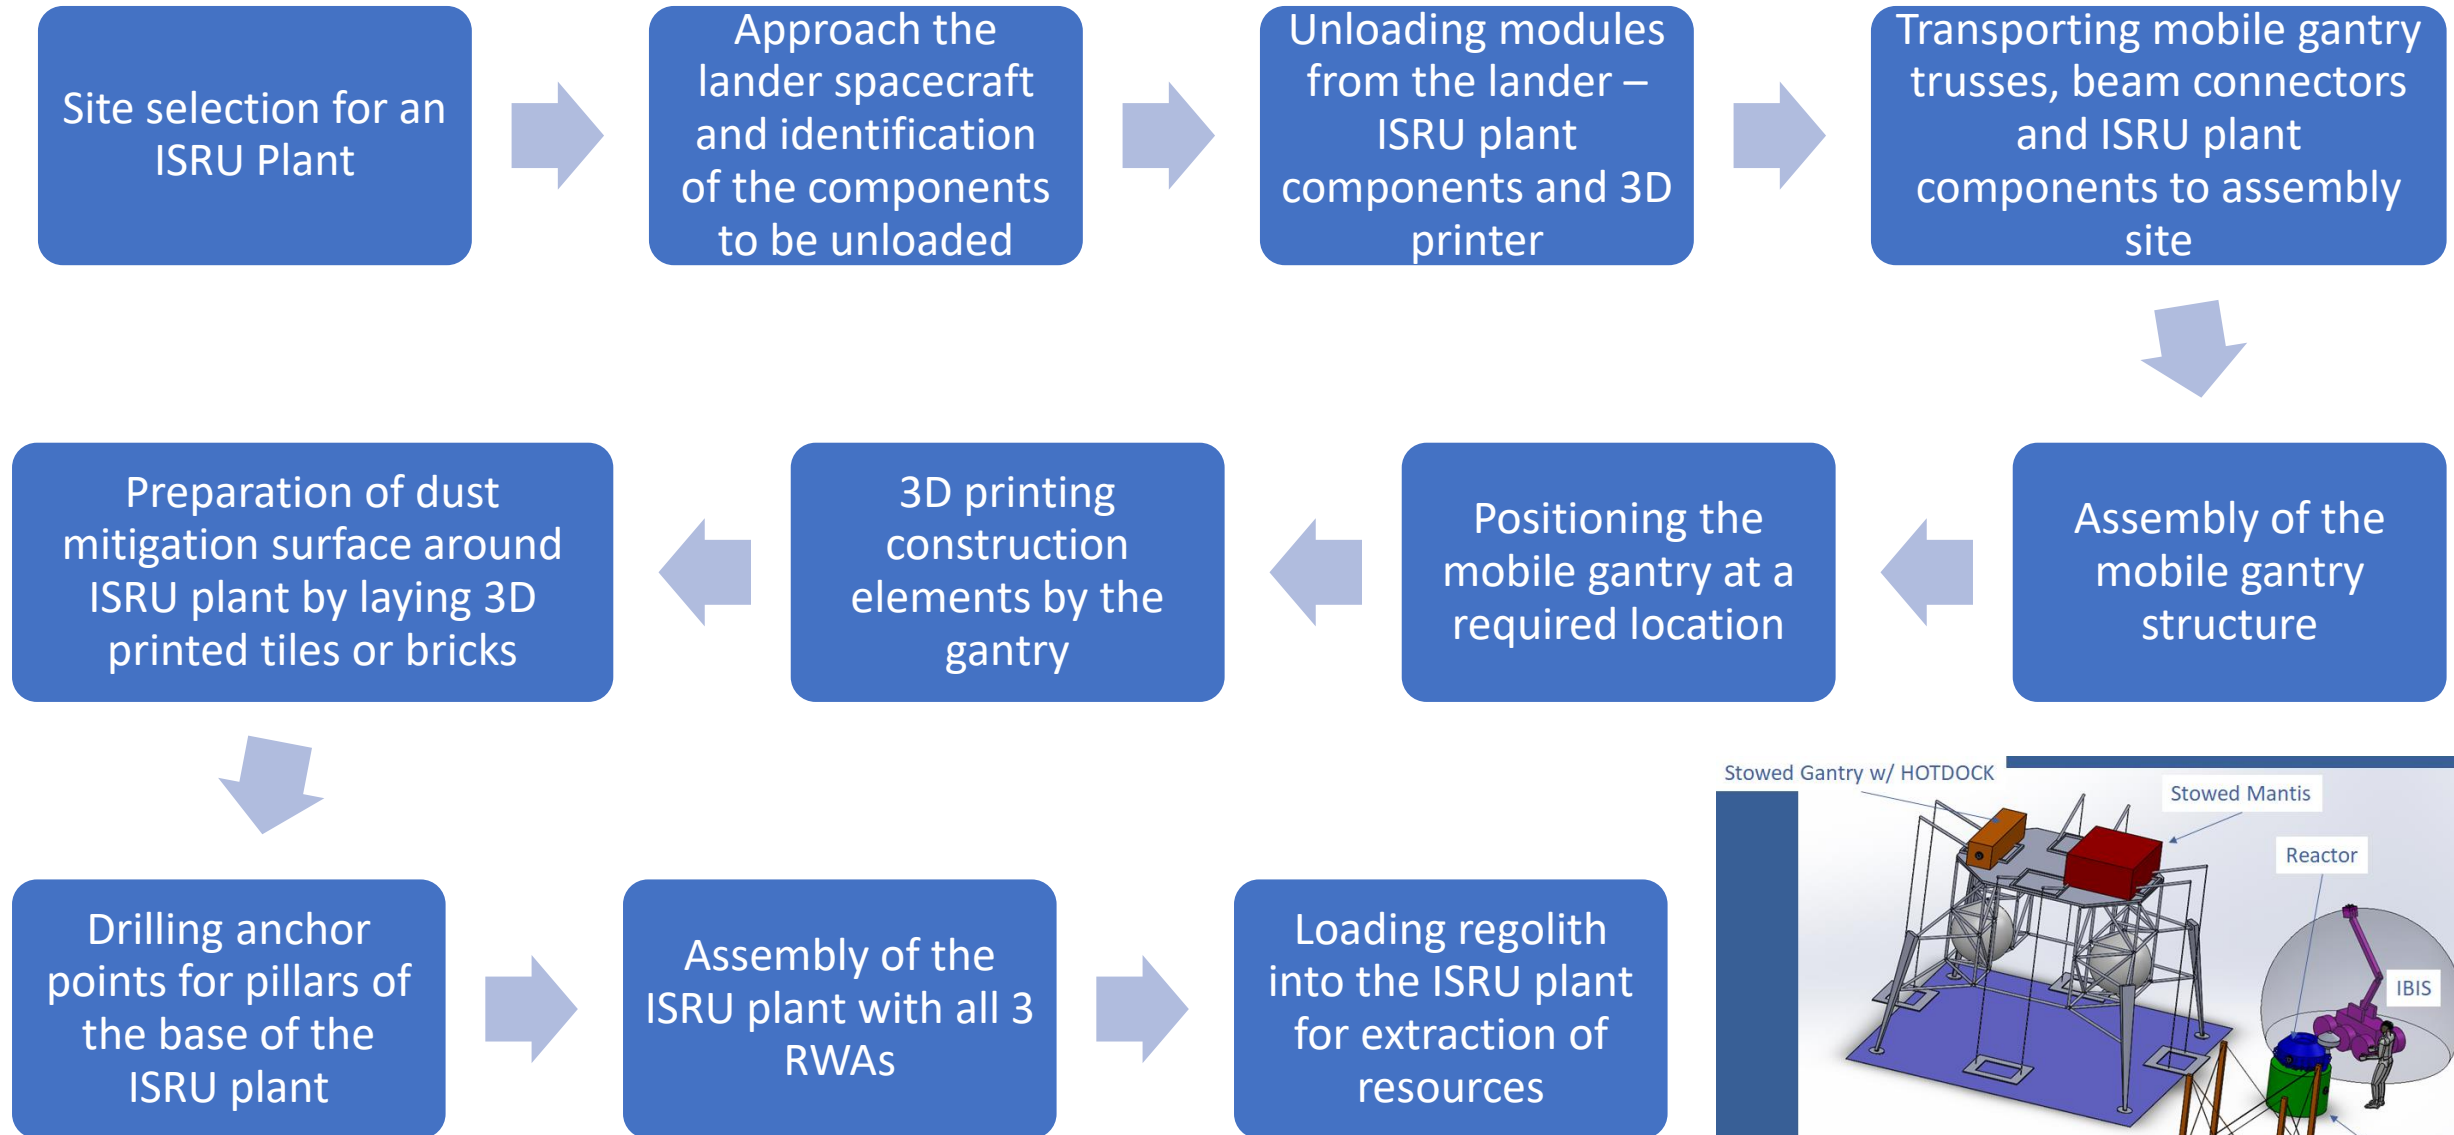 Site selection for an
ISRU Plant
Approach the
lander spacecraft
and identification
of the components
to be unloaded
Unloading modules
from the lander –
ISRU plant
components and 3D
printer
Transporting mobile gantry
trusses, beam connectors
and ISRU plant
components to assembly
site
Assembly of the
mobile gantry
structure
Positioning the
mobile gantry at a
required location
3D printing
construction
elements by the
gantry
Preparation of dust
mitigation surface around
ISRU plant by laying 3D
printed tiles or bricks
Drilling anchor
points for pillars of
the base of the
ISRU plant
Assembly of the
ISRU plant with all 3
RWAs
Loading regolith
into the ISRU plant
for extraction of
resources
Stowed Gantry w/ HOTDOCK
Stowed Mantis
Reactor
IBIS